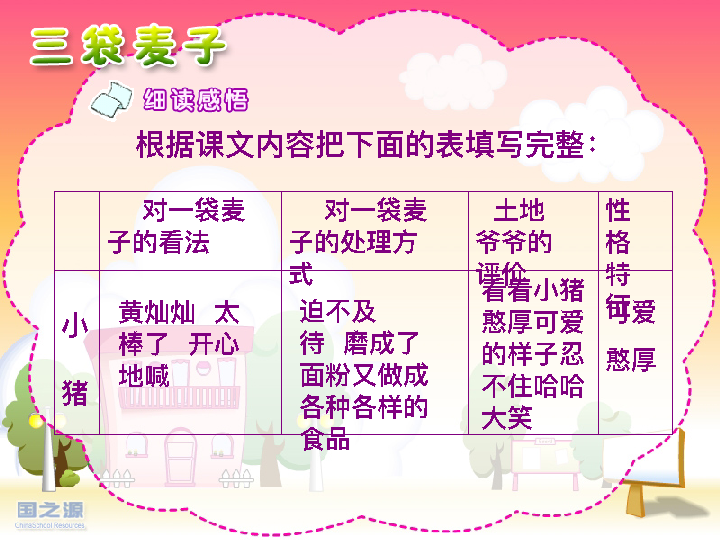 三袋麦子
细读感悟
根据课文内容把下面的表填写完整：
对一袋麦
子的看法
对一袋麦
子的处理方
式
土地
爷爷的
评价
性
格
特
征
小
猪
黄灿灿 太
棒了 开心
地喊
迫不及
待 磨成了
面粉又做成
各种各样的
食品
看看小猪
憨厚可爱
的样子忍
不住哈哈
大笑
可爱
憨厚
国之源
ChinaSchool Resources